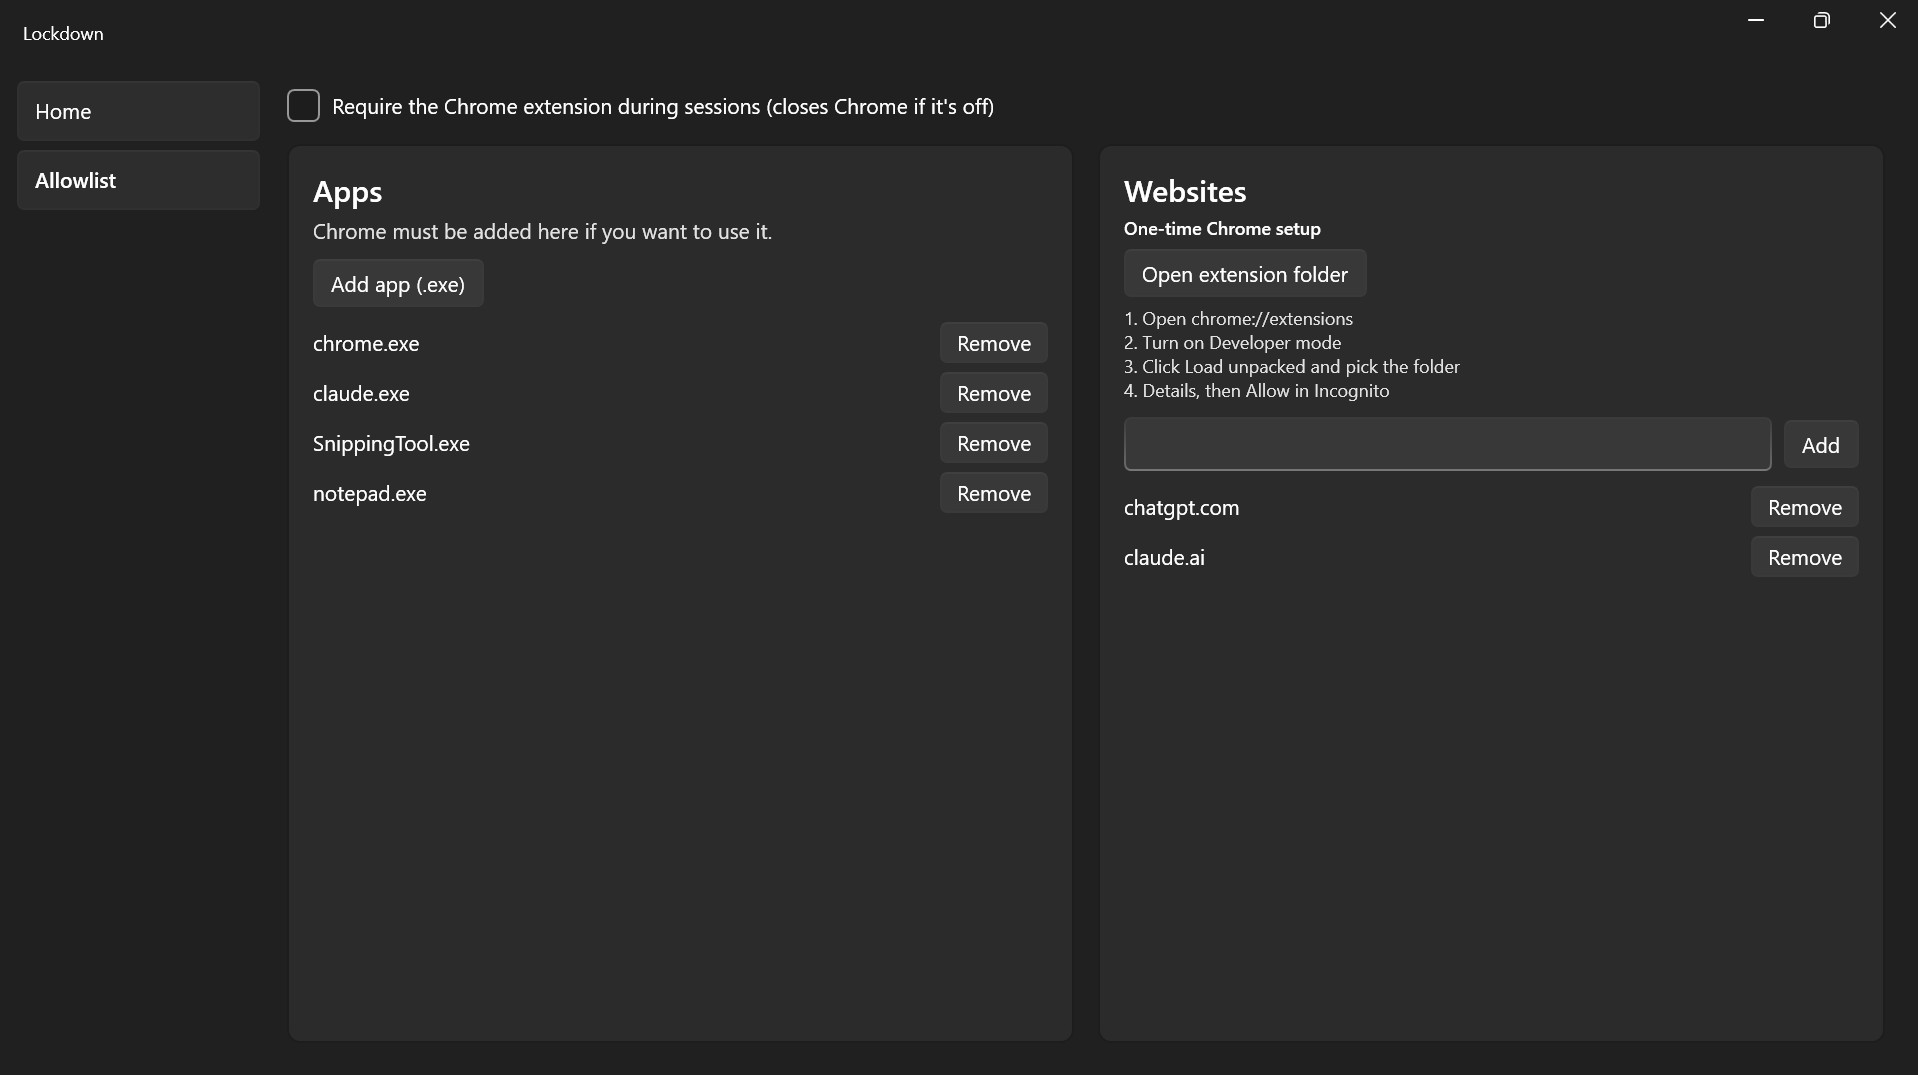 Lockdown
Home
Allowlist
Require the Chrome extension during sessions (closes Chrome if it's off)
Apps
Chrome must be added here if you want to use it.
Add app (.exe)
chrome.exe Remove
claude.exe Remove
SnippingTool.exe Remove
notepad.exe Remove
Websites
One-time Chrome setup
Open extension folder
1. Open chrome://extensions
2. Turn on Developer mode
3. Click Load unpacked and pick the folder
4. Details, then Allow in Incognito
Add
chatgpt.com Remove
claude.ai Remove